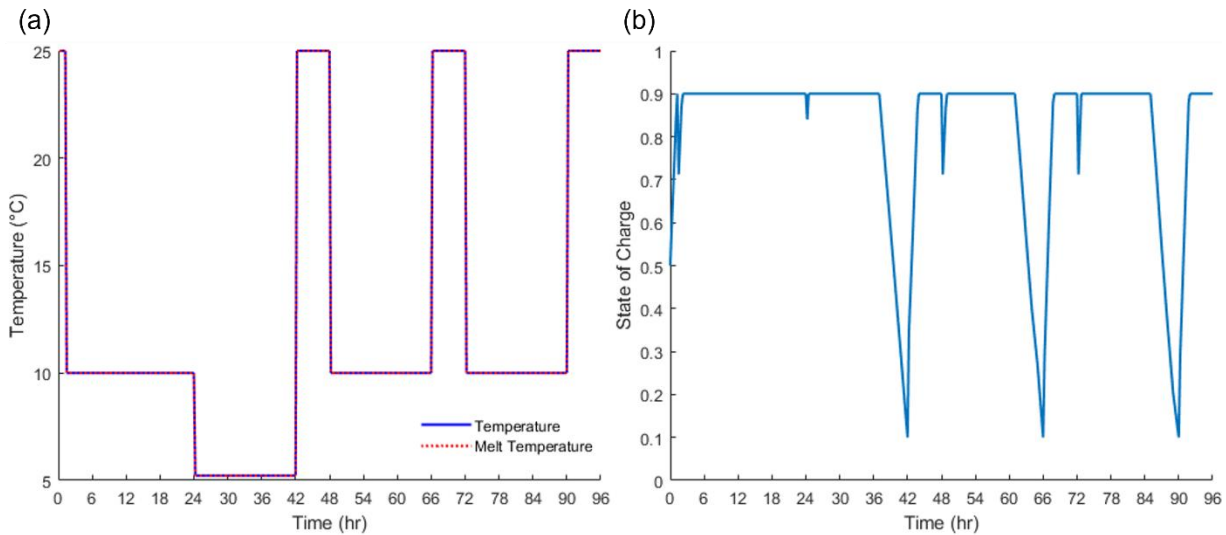 (a)
(b)
25
20
15
10
5
Temperature (°C)
Temperature
Melt Temperature
0 6 12 18 24 30 36 42 48 54 60 66 72 78 84 90 96
Time (hr)
1
0.9
0.8
0.7
0.6
0.5
0.4
0.3
0.2
0.1
0
State of Charge
0 6 12 18 24 30 36 42 48 54 60 66 72 78 84 90 96
Time (hr)